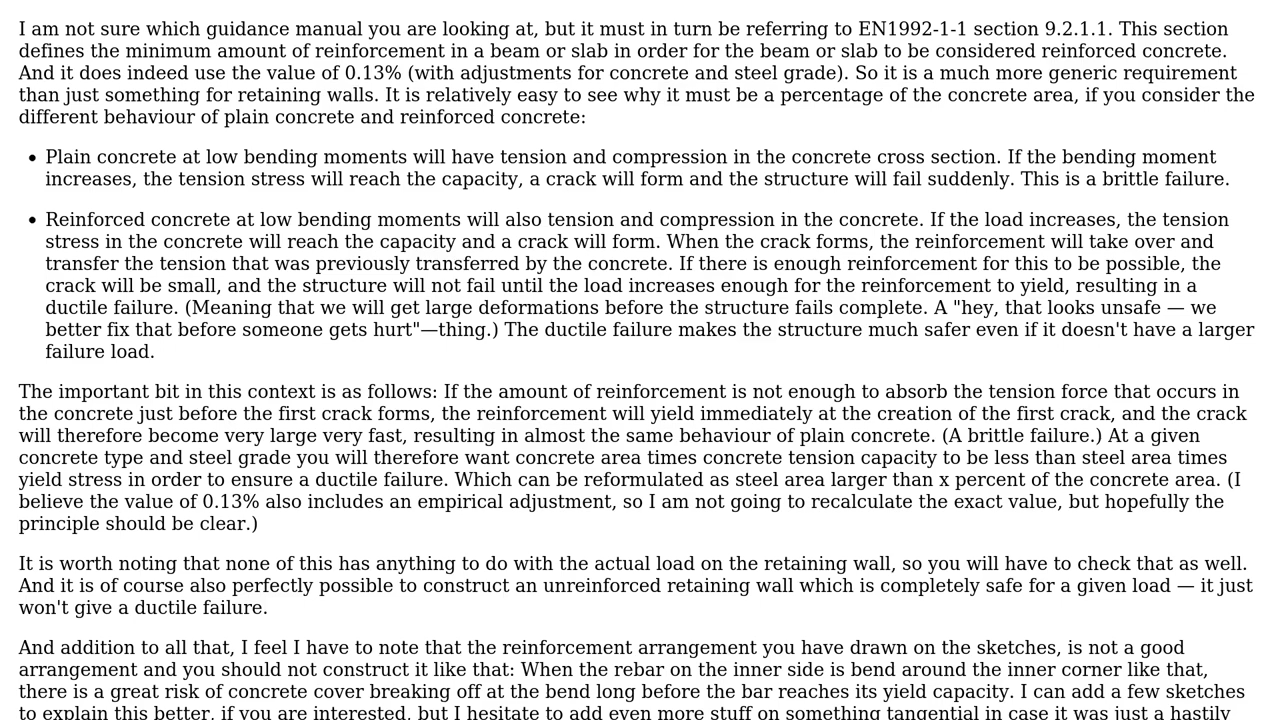 I am not sure which guidance manual you are looking at, but it must in turn be referring to EN1992-1-1 section 9.2.1.1. This section
defines the minimum amount of reinforcement in a beam or slab in order for the beam or slab to be considered reinforced concrete.
And it does indeed use the value of 0.13% (with adjustments for concrete and steel grade). So it is a much more generic requirement
than just something for retaining walls. It is relatively easy to see why it must be a percentage of the concrete area, if you consider the
different behaviour of plain concrete and reinforced concrete:
• Plain concrete at low bending moments will have tension and compression in the concrete cross section. If the bending moment
increases, the tension stress will reach the capacity, a crack will form and the structure will fail suddenly. This is a brittle failure.
• Reinforced concrete at low bending moments will also tension and compression in the concrete. If the load increases, the tension
stress in the concrete will reach the capacity and a crack will form. When the crack forms, the reinforcement will take over and
transfer the tension that was previously transferred by the concrete. If there is enough reinforcement for this to be possible, the
crack will be small, and the structure will not fail until the load increases enough for the reinforcement to yield, resulting in a
ductile failure. (Meaning that we will get large deformations before the structure fails complete. A "hey, that looks unsafe — we
better fix that before someone gets hurt"—thing.) The ductile failure makes the structure much safer even if it doesn't have a larger
failure load.
The important bit in this context is as follows: If the amount of reinforcement is not enough to absorb the tension force that occurs in
the concrete just before the first crack forms, the reinforcement will yield immediately at the creation of the first crack, and the crack
will therefore become very large very fast, resulting in almost the same behaviour of plain concrete. (A brittle failure.) At a given
concrete type and steel grade you will therefore want concrete area times concrete tension capacity to be less than steel area times
yield stress in order to ensure a ductile failure. Which can be reformulated as steel area larger than x percent of the concrete area. (I
believe the value of 0.13% also includes an empirical adjustment, so I am not going to recalculate the exact value, but hopefully the
principle should be clear.)
It is worth noting that none of this has anything to do with the actual load on the retaining wall, so you will have to check that as well.
And it is of course also perfectly possible to construct an unreinforced retaining wall which is completely safe for a given load — it just
won't give a ductile failure.
And addition to all that, I feel I have to note that the reinforcement arrangement you have drawn on the sketches, is not a good
arrangement and you should not construct it like that: When the rebar on the inner side is bend around the inner corner like that,
there is a great risk of concrete cover breaking off at the bend long before the bar reaches its yield capacity. I can add a few sketches
to explain this better, if you are interested, but I hesitate to add even more stuff on something tangential in case it was just a hastily